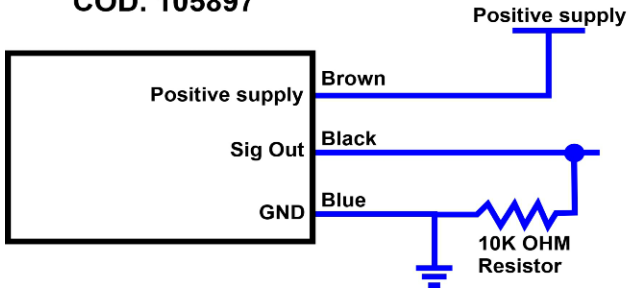 COD: 105897
Positive supply
Brown
Positive supply
Black
Sig Out
Blue
GND
10K OHM
Resistor